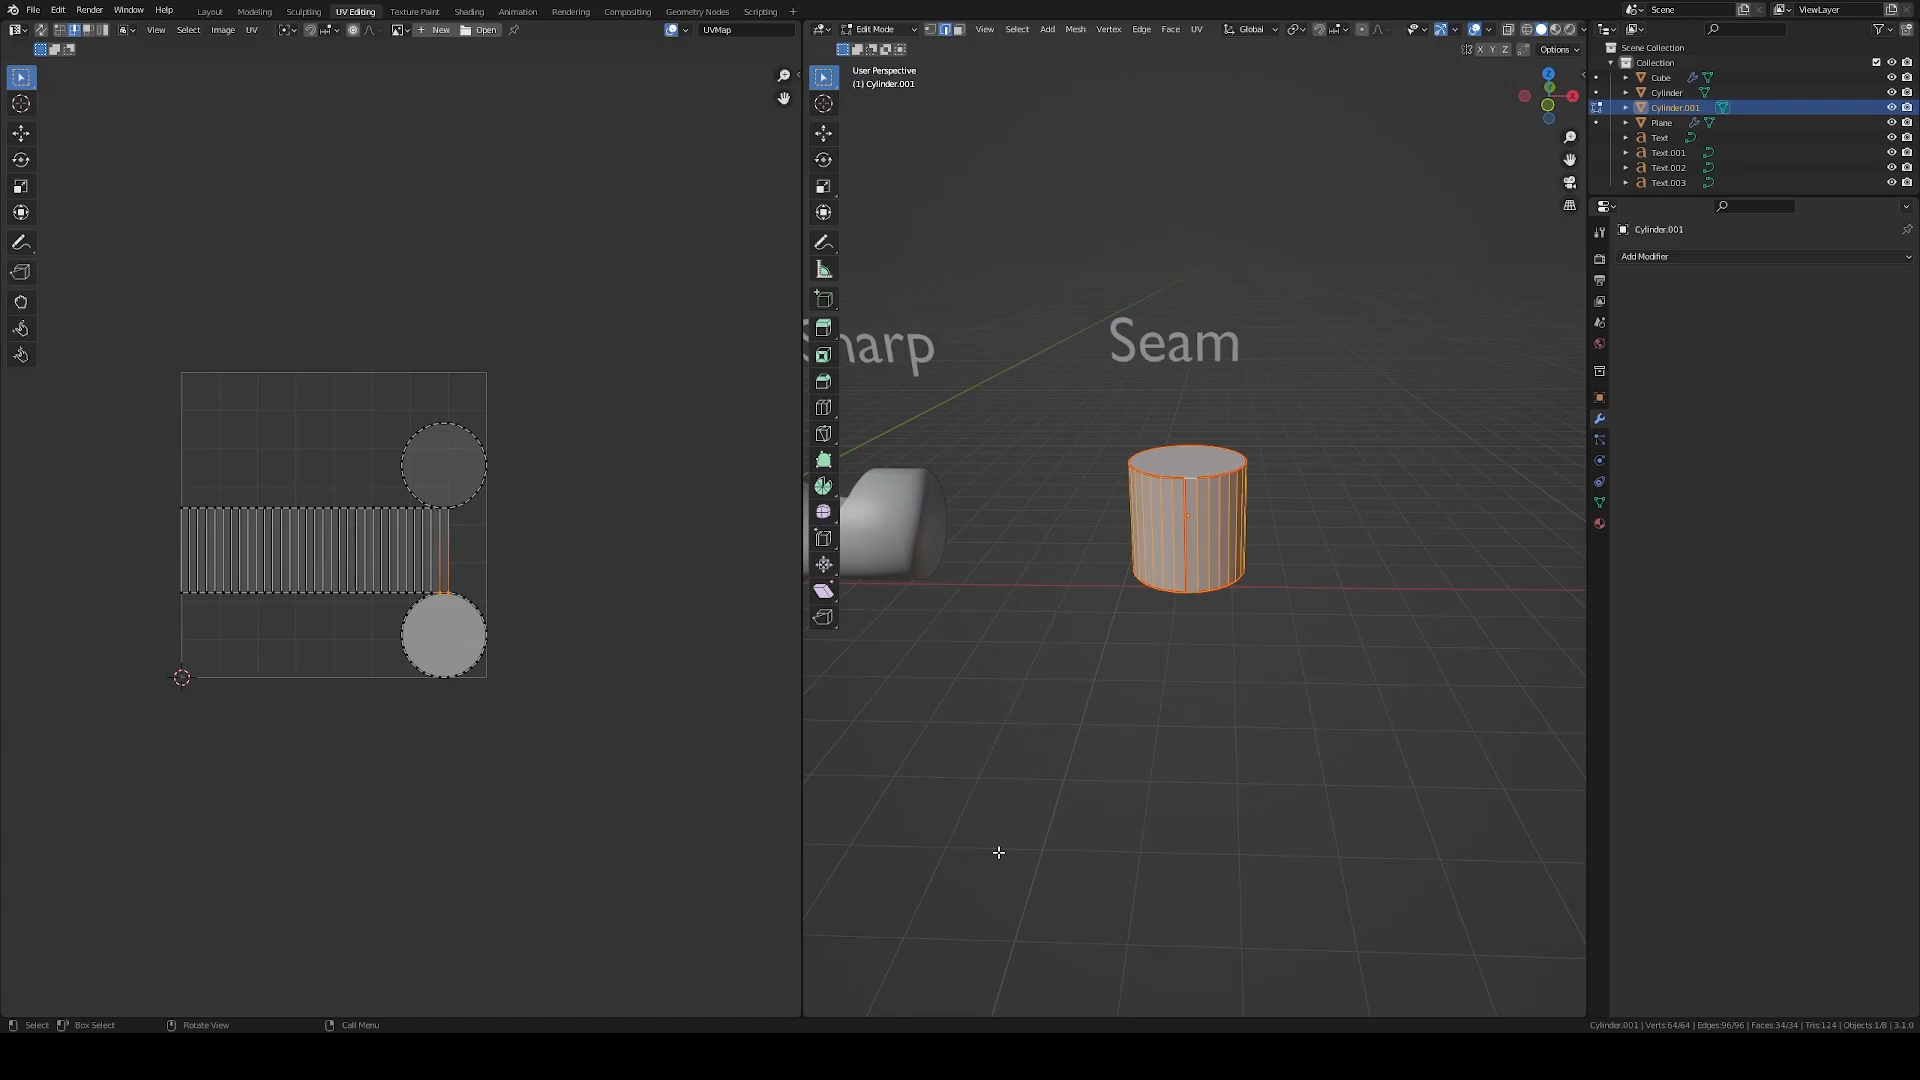 File Edit Render Window Help Layout Modeling Sculpting UV Editing Texture Paint Shading Animation Rendering Compositing Geometry Nodes Scripting + Scene ViewLayer
View Select Image UV New Open UVMap Edit Mode View Select Add Mesh Vertex Edge Face UV Global
X Y Z Options
Scene Collection
Collection
Cube
Cylinder
Cylinder.001
Plane
Text
Text.001
Text.002
Text.003
User Perspective
(1) Cylinder.001
Z
Y
X
Cylinder.001
Add Modifier
harp
Seam
Select Box Select Rotate View Call Menu Cylinder.001 | Verts:64/64 | Edges:96/96 | Faces:34/34 | Tris:124 | Objects:1/8 | 3.1.0